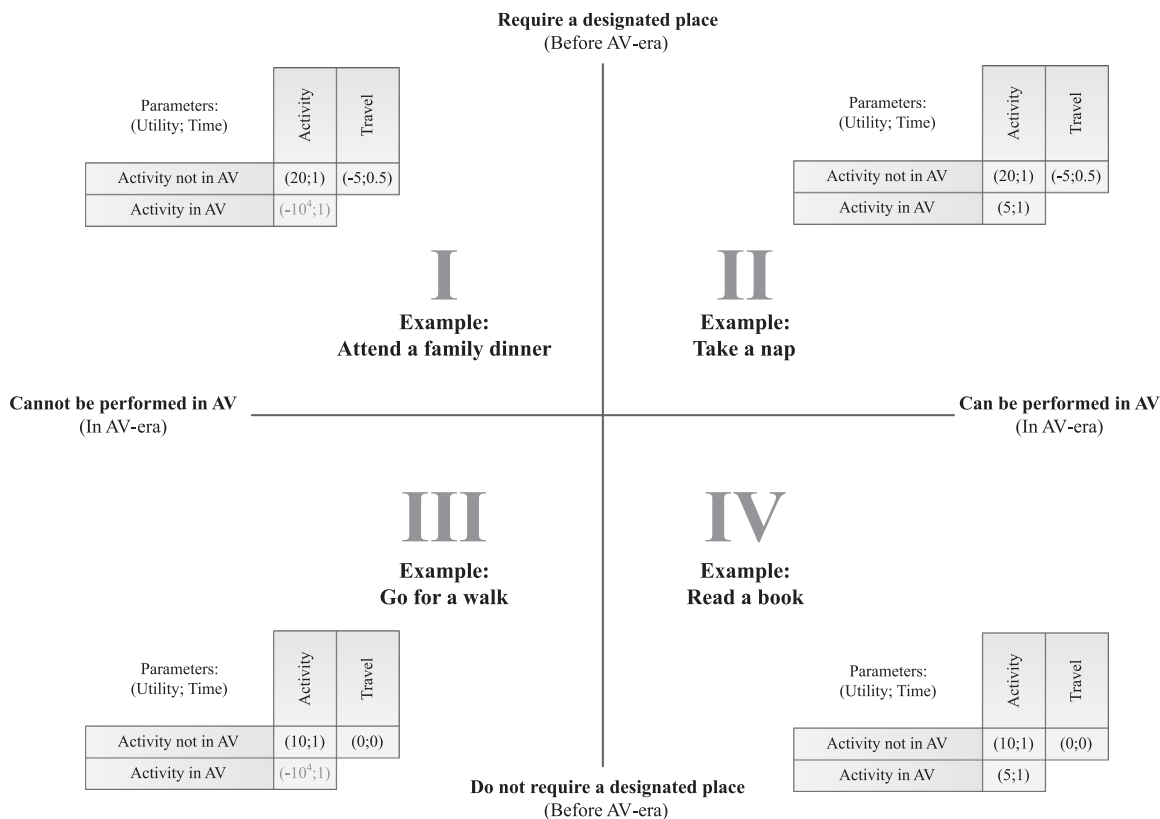 Require a designated place
(Before AV-era)
Parameters:
(Utility; Time)
Activity
Travel
Activity not in AV (20;1) (-5;0.5)
Activity in AV (-10⁴;1)
Parameters:
(Utility; Time)
Activity
Travel
Activity not in AV (20;1) (-5;0.5)
Activity in AV (5;1)
I
Example:
Attend a family dinner
II
Example:
Take a nap
Cannot be performed in AV
(In AV-era)
Can be performed in AV
(In AV-era)
III
Example:
Go for a walk
IV
Example:
Read a book
Parameters:
(Utility; Time)
Activity
Travel
Activity not in AV (10;1) (0;0)
Activity in AV (-10⁴;1)
Parameters:
(Utility; Time)
Activity
Travel
Activity not in AV (10;1) (0;0)
Activity in AV (5;1)
Do not require a designated place
(Before AV-era)